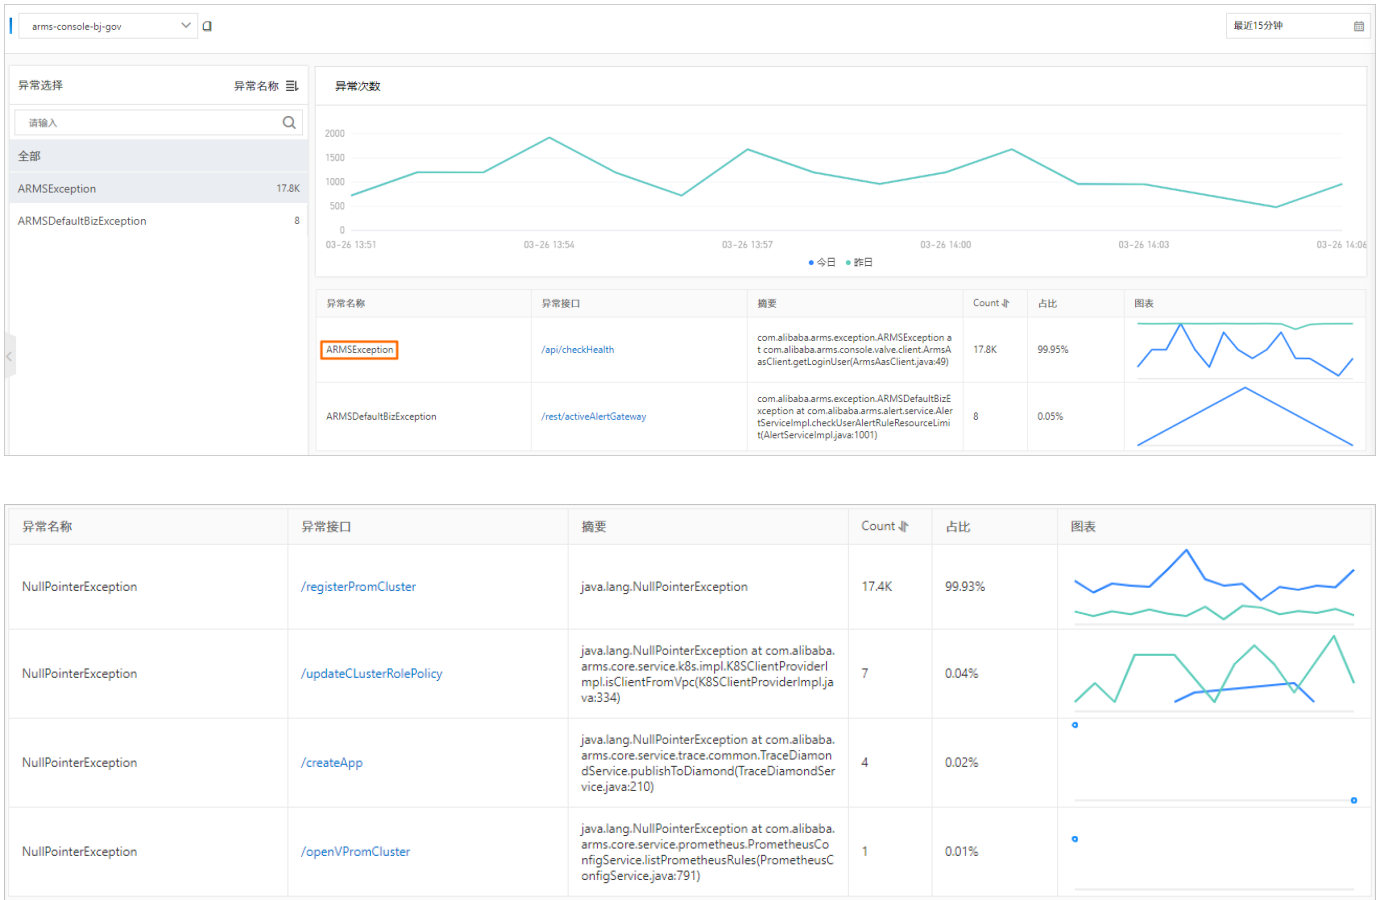 arms-console-bj-gov
最近15分钟
异常选择 异常名称
请输入
全部
ARMSException 17.8K
ARMSDefaultBizException 8
异常次数
2000
1500
1000
500
0
03-26 13:51 03-26 13:54 03-26 13:57 03-26 14:00 03-26 14:03 03-26 14:06
今日 昨日
异常名称 异常接口 摘要 Count 占比 图表
ARMSException /api/checkHealth 17.8K 99.95%
com.alibaba.arms.exception.ARMSException a
t com.alibaba.arms.console.valve.client.ArmsA
asClient.getLoginUser(ArmsAasClient.java:49)
ARMSDefaultBizException /rest/activeAlertGateway 8 0.05%
com.alibaba.arms.exception.ARMSDefaultBizE
xception at com.alibaba.arms.alert.service.Aler
tServiceImpl.checkUserAlertRuleResourceLimi
t(AlertServiceImpl.java:1001)
异常名称 异常接口 摘要 Count 占比 图表
NullPointerException /registerPromCluster java.lang.NullPointerException 17.4K 99.93%
NullPointerException /updateCLusterRolePolicy 7 0.04%
java.lang.NullPointerException at com.alibaba.
arms.core.service.k8s.impl.K8SClientProviderI
mpl.isClientFromVpc(K8SClientProviderImpl.ja
va:334)
NullPointerException /createApp 4 0.02%
java.lang.NullPointerException at com.alibaba.
arms.core.service.trace.common.TraceDiamon
dService.publishToDiamond(TraceDiamondSer
vice.java:210)
NullPointerException /openVPromCluster 1 0.01%
java.lang.NullPointerException at com.alibaba.
arms.core.service.prometheus.PrometheusCo
nfigService.listPrometheusRules(PrometheusC
onfigService.java:791)